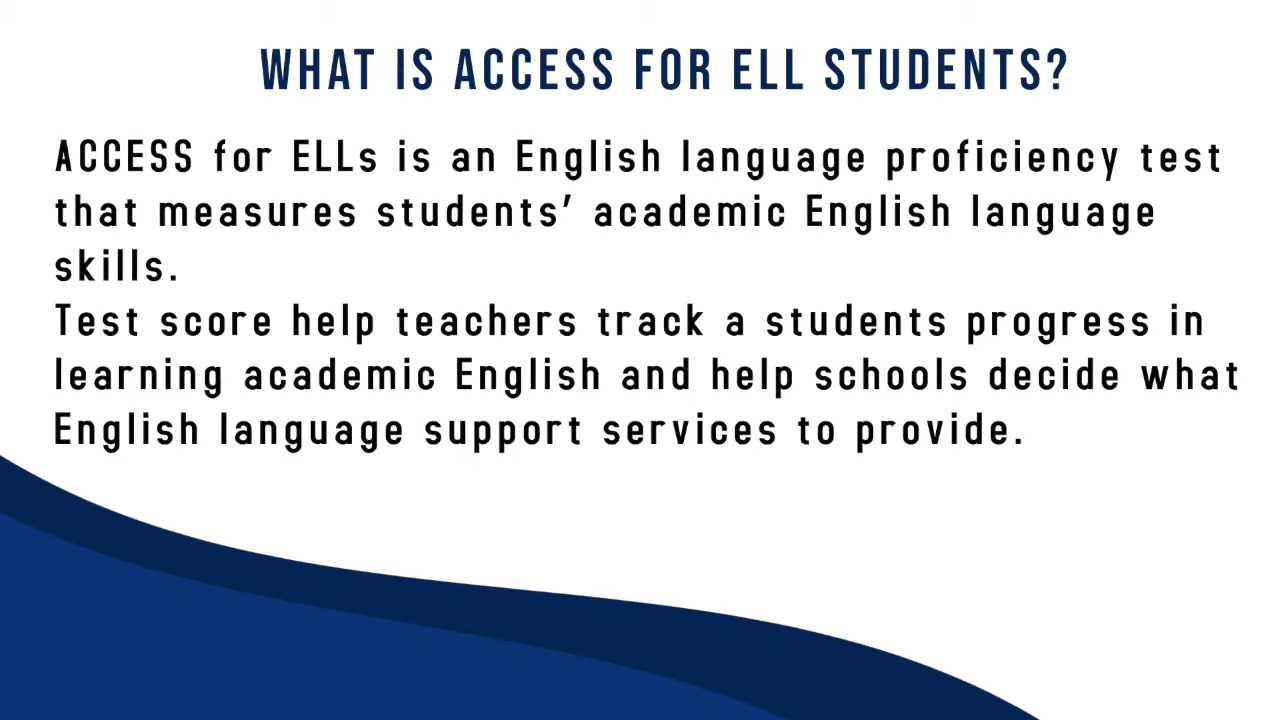 WHAT IS ACCESS FOR ELL STUDENTS?
ACCESS for ELLs is an English language proficiency test
that measures students’ academic English language
skills.
Test score help teachers track a students progress in
learning academic English and help schools decide what
English language support services to provide.